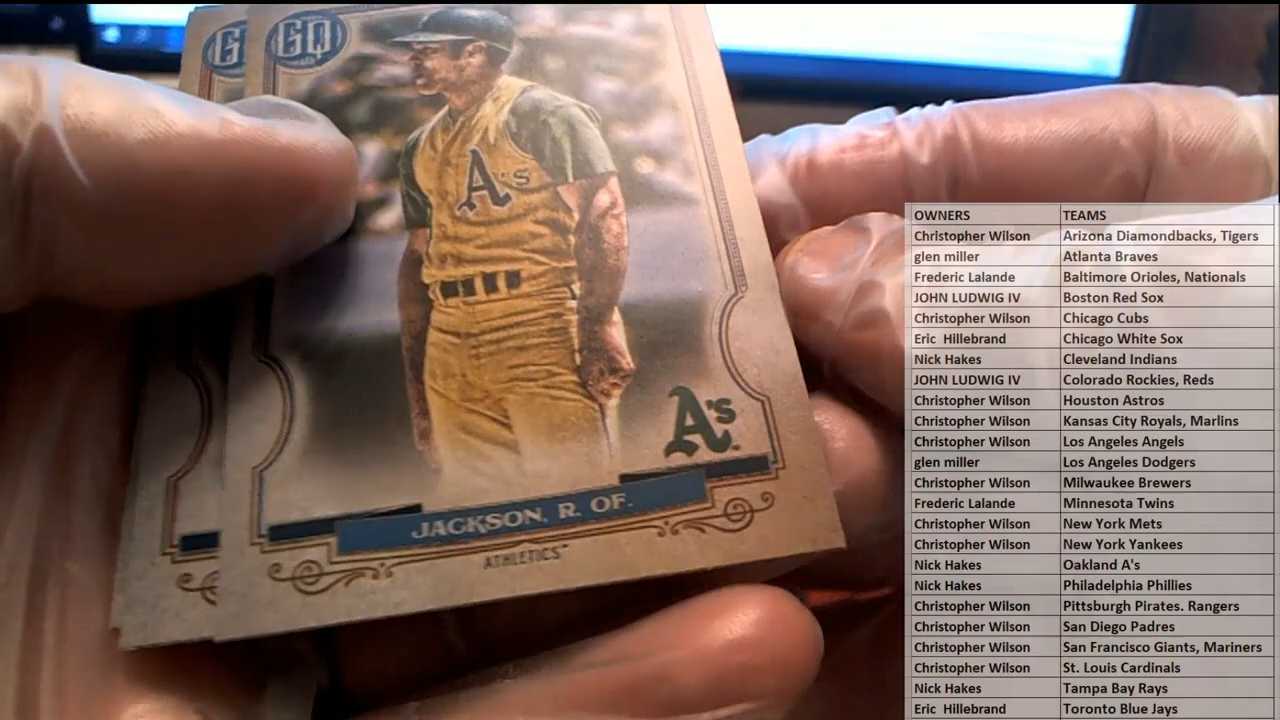 GQ
GQ
A's
A's
JACKSON, R. OF.
ATHLETICS™
OWNERS TEAMS
Christopher Wilson Arizona Diamondbacks, Tigers
glen miller Atlanta Braves
Frederic Lalande Baltimore Orioles, Nationals
JOHN LUDWIG IV Boston Red Sox
Christopher Wilson Chicago Cubs
Eric Hillebrand Chicago White Sox
Nick Hakes Cleveland Indians
JOHN LUDWIG IV Colorado Rockies, Reds
Christopher Wilson Houston Astros
Christopher Wilson Kansas City Royals, Marlins
Christopher Wilson Los Angeles Angels
glen miller Los Angeles Dodgers
Christopher Wilson Milwaukee Brewers
Frederic Lalande Minnesota Twins
Christopher Wilson New York Mets
Christopher Wilson New York Yankees
Nick Hakes Oakland A's
Nick Hakes Philadelphia Phillies
Christopher Wilson Pittsburgh Pirates. Rangers
Christopher Wilson San Diego Padres
Christopher Wilson San Francisco Giants, Mariners
Christopher Wilson St. Louis Cardinals
Nick Hakes Tampa Bay Rays
Eric Hillebrand Toronto Blue Jays